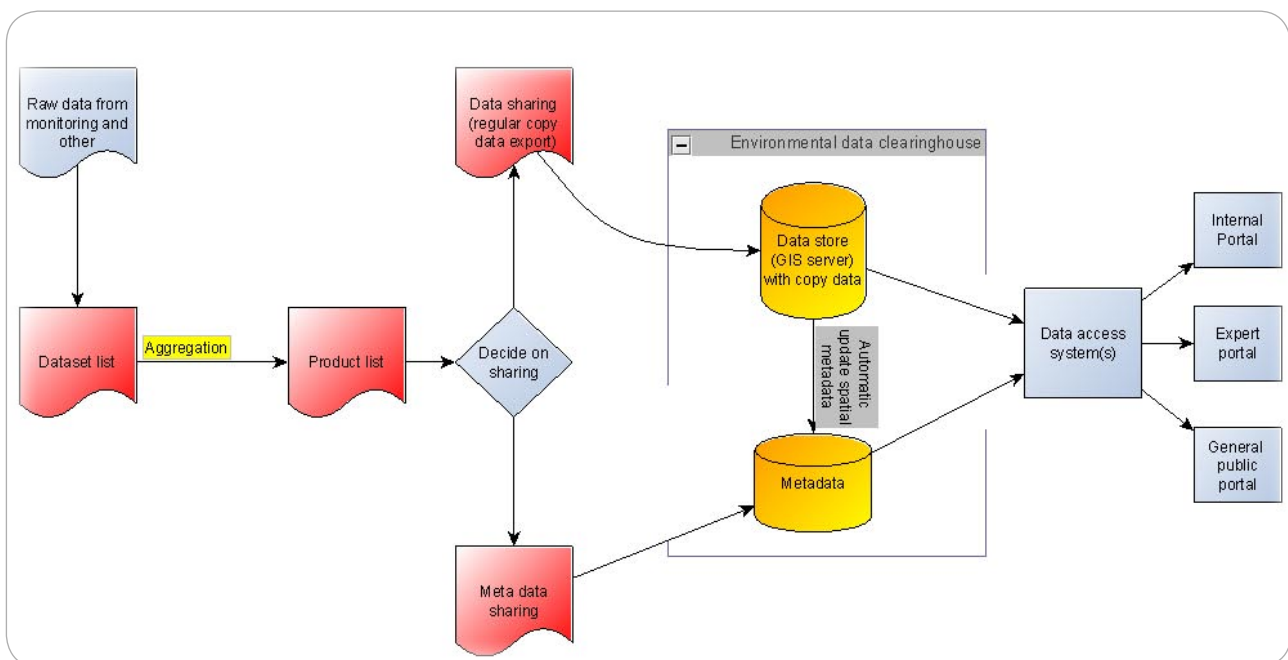 Raw data from
monitoring and
other
Dataset list
Aggregation
Product list
Decide on
sharing
Data sharing
(regular copy
data export)
Meta data
sharing
Environmental data clearinghouse
Data store
(GIS server)
with copy data
Automatic
update spatial
metadata
Metadata
Data access
system(s)
Internal
Portal
Expert
portal
General
public
portal